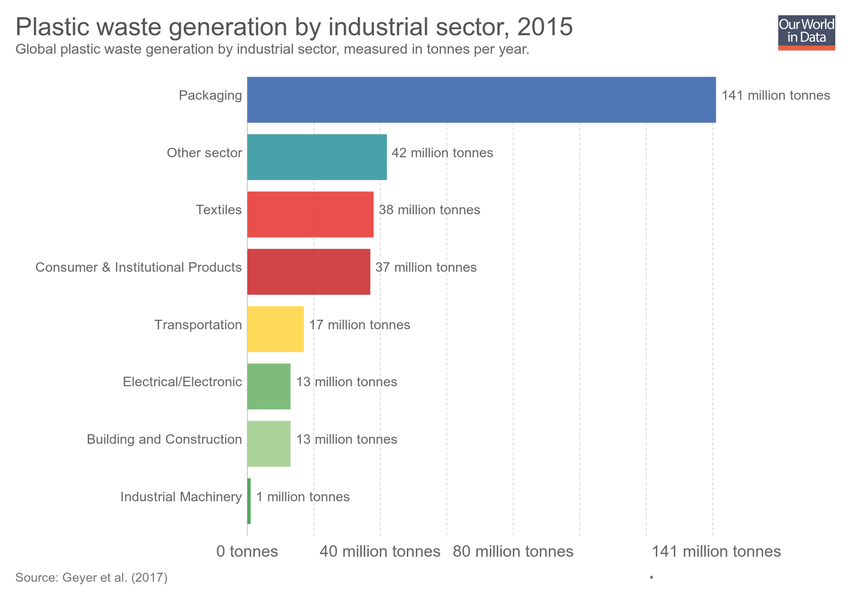 Plastic waste generation by industrial sector, 2015
Our World
in Data
Global plastic waste generation by industrial sector, measured in tonnes per year.
Packaging 141 million tonnes
Other sector 42 million tonnes
Textiles 38 million tonnes
Consumer & Institutional Products 37 million tonnes
Transportation 17 million tonnes
Electrical/Electronic 13 million tonnes
Building and Construction 13 million tonnes
Industrial Machinery 1 million tonnes
0 tonnes 40 million tonnes 80 million tonnes 141 million tonnes
Source: Geyer et al. (2017) •